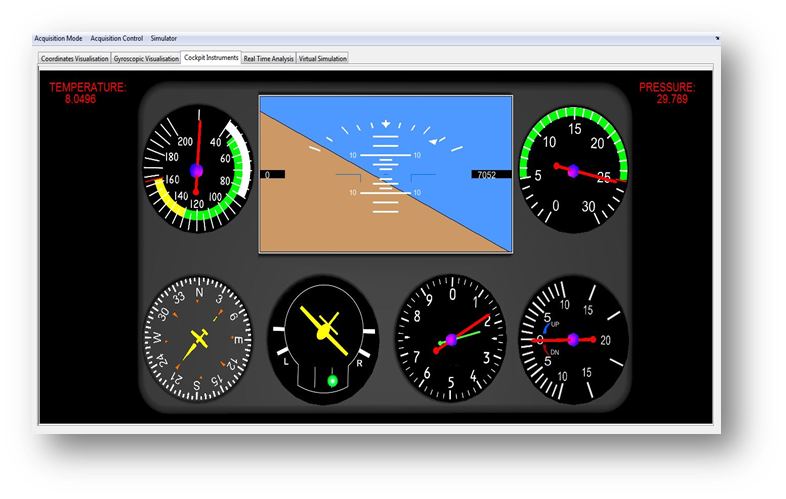 Acquisition Mode Acquisition Control Simulator
Coordinates Visualisation Gyroscopic Visualisation Cockpit Instruments Real Time Analysis Virtual Simulation
TEMPERATURE:
8.0496
PRESSURE:
29.789
200 40
180 60
160 80
140 120 100
10 10
0 7052
10 10
15
10 20
5 25
0 30
N
33 3
30 6
W E
24 12
21 15
S
L R
0
9 1
8 2
7 3
6 4
5
10 15
5 UP
0 20
5 DN
10 15